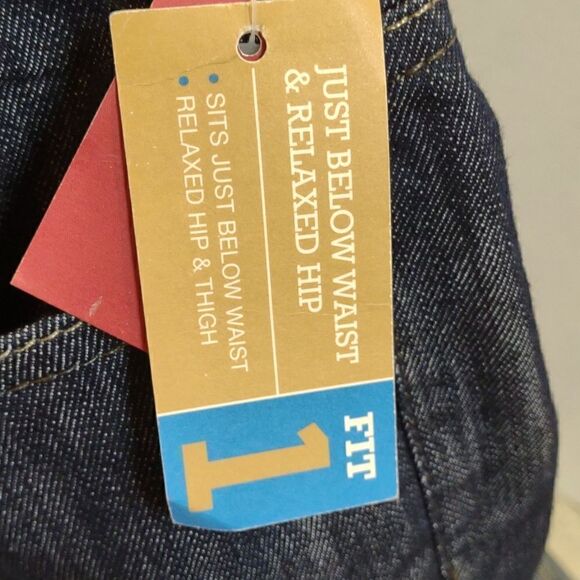 JUST BELOW WAIST
& RELAXED HIP
• SITS JUST BELOW WAIST
• RELAXED HIP & THIGH
FIT
1